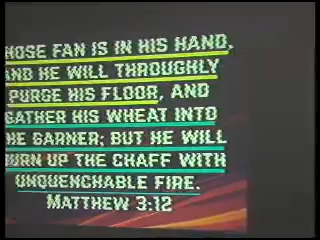 HOSE FAN IS IN HIS HAND,
AND HE WILL THROUGHLY
PURGE HIS FLOOR, AND
GATHER HIS WHEAT INTO
HE GARNER; BUT HE WILL
URN UP THE CHAFF WITH
UNQUENCHABLE FIRE.
MATTHEW 3:12